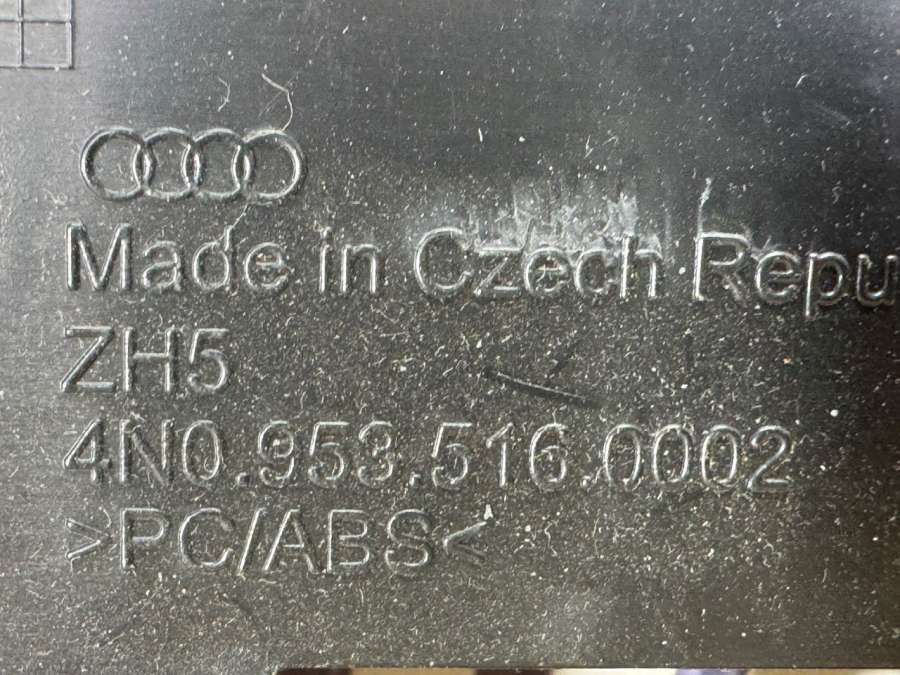 Made in Czech Repu
ZH5
4N0.953.516.0002
>PC/ABS<